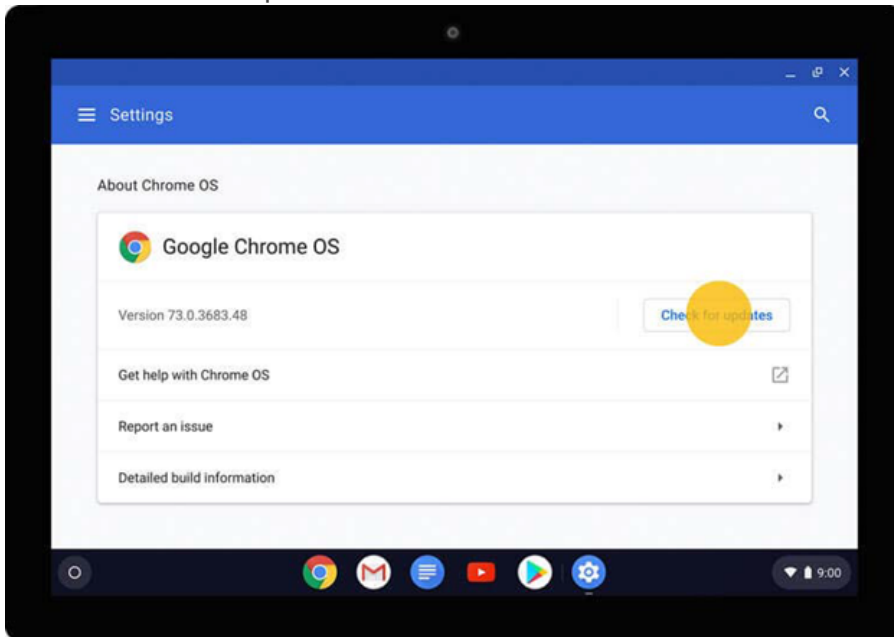 Settings
About Chrome OS
Google Chrome OS
Version 73.0.3683.48
Check for updates
Get help with Chrome OS
Report an issue
Detailed build information
9:00